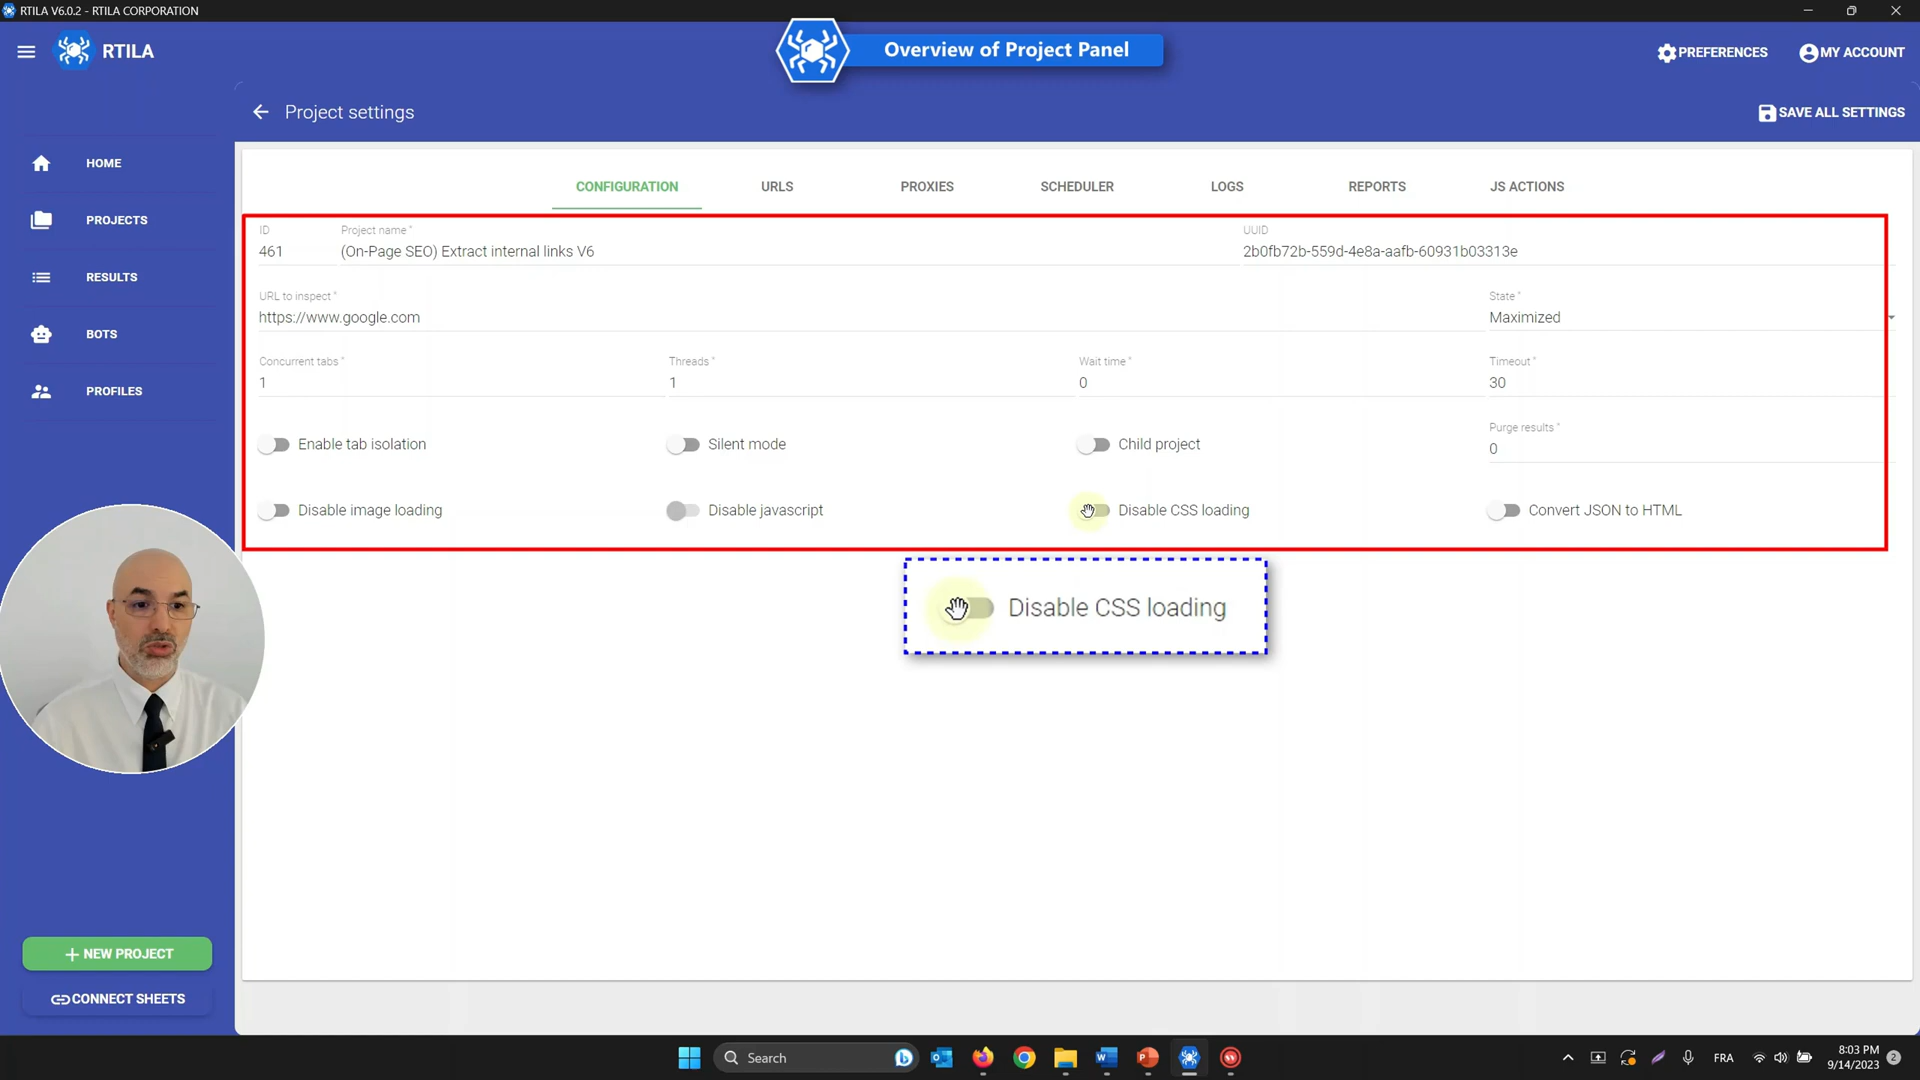 RTILA V6.0.2 - RTILA CORPORATION
RTILA
Overview of Project Panel
PREFERENCES
MY ACCOUNT
Project settings
SAVE ALL SETTINGS
HOME
PROJECTS
RESULTS
BOTS
PROFILES
CONFIGURATION
URLS
PROXIES
SCHEDULER
LOGS
REPORTS
JS ACTIONS
ID
Project name *
UUID
461
(On-Page SEO) Extract internal links V6
2b0fb72b-559d-4e8a-aafb-60931b03313e
URL to inspect *
State *
https://www.google.com
Maximized
Concurrent tabs *
Threads *
Wait time *
Timeout *
1
1
0
30
Enable tab isolation
Silent mode
Child project
Purge results *
0
Disable image loading
Disable javascript
Disable CSS loading
Convert JSON to HTML
Disable CSS loading
NEW PROJECT
CONNECT SHEETS
Search
FRA
8:03 PM
9/14/2023
2